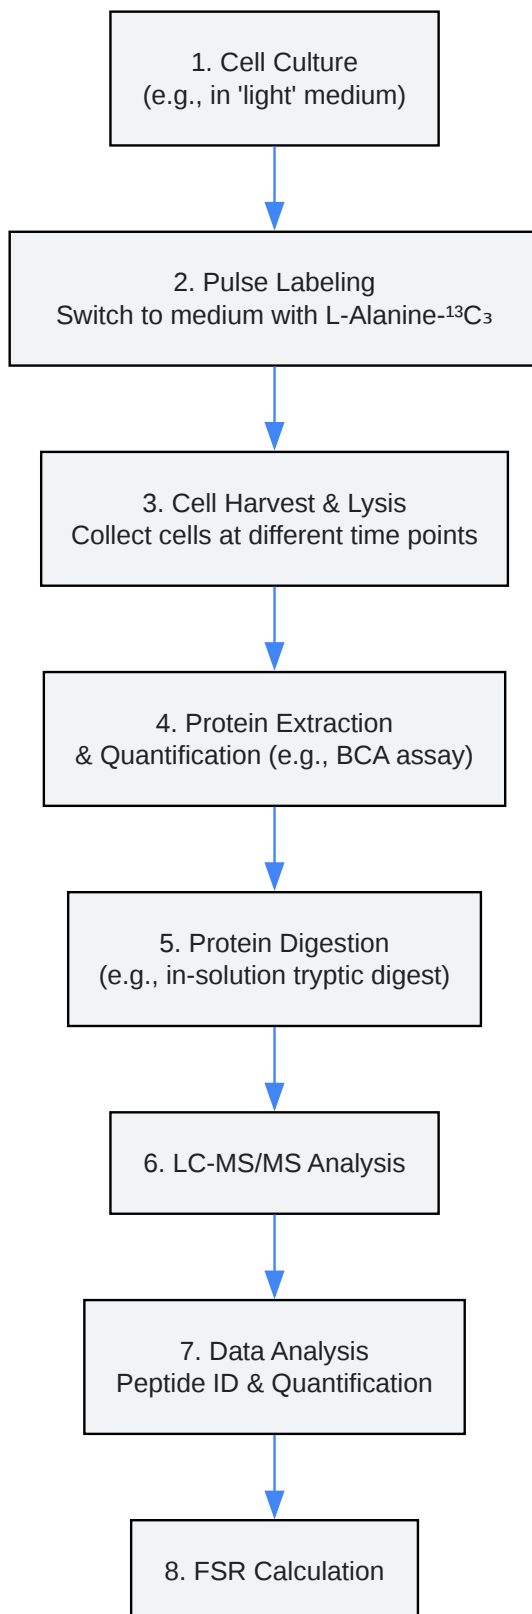 1. Cell Culture
(e.g., in 'light' medium)
2. Pulse Labeling
Switch to medium with L-Alanine-¹³C₃
3. Cell Harvest & Lysis
Collect cells at different time points
4. Protein Extraction
& Quantification (e.g., BCA assay)
5. Protein Digestion
(e.g., in-solution tryptic digest)
6. LC-MS/MS Analysis
7. Data Analysis
Peptide ID & Quantification
8. FSR Calculation